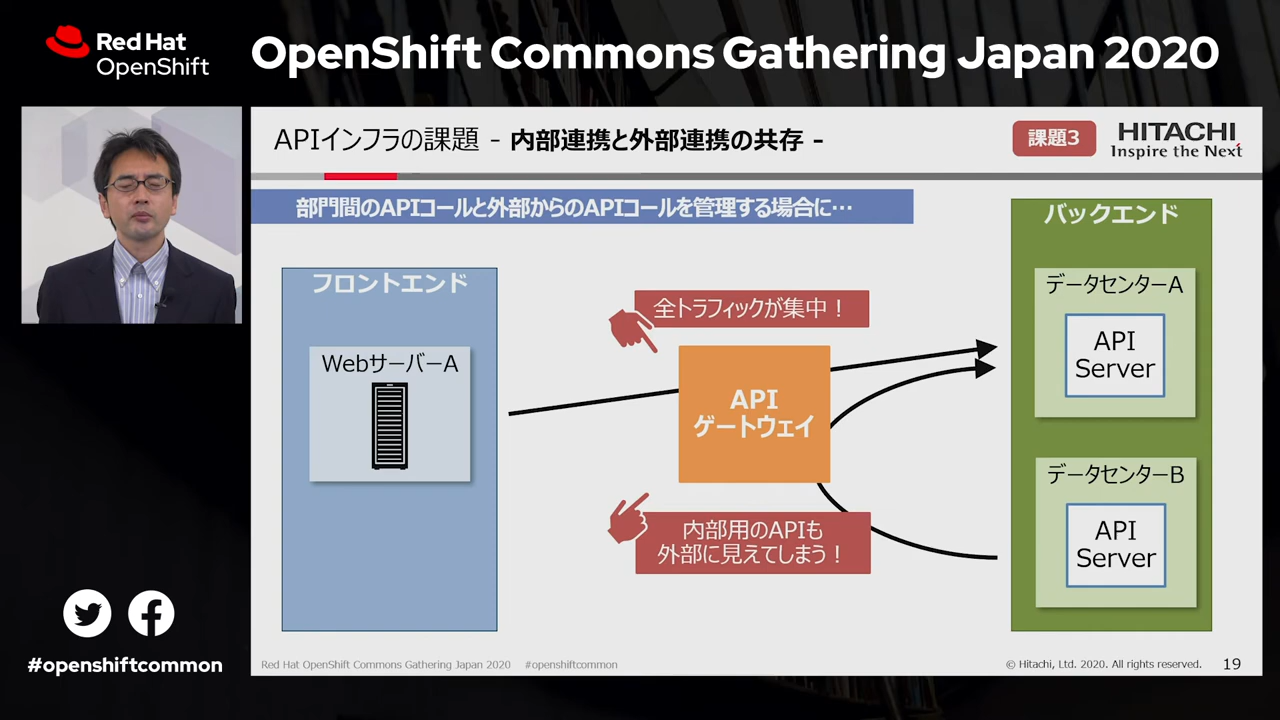 Red Hat
OpenShift
OpenShift Commons Gathering Japan 2020
APIインフラの課題 - 内部連携と外部連携の共存 -
課題3
HITACHI
Inspire the Next
部門間のAPIコールと外部からのAPIコールを管理する場合に…
バックエンド
フロントエンド
データセンターA
全トラフィックが集中！
API
Server
WebサーバーA
API
ゲートウェイ
データセンターB
内部用のAPIも
外部に見えてしまう！
API
Server
#openshiftcommon
Red Hat OpenShift Commons Gathering Japan 2020 #openshiftcommon
© Hitachi, Ltd. 2020. All rights reserved. 19